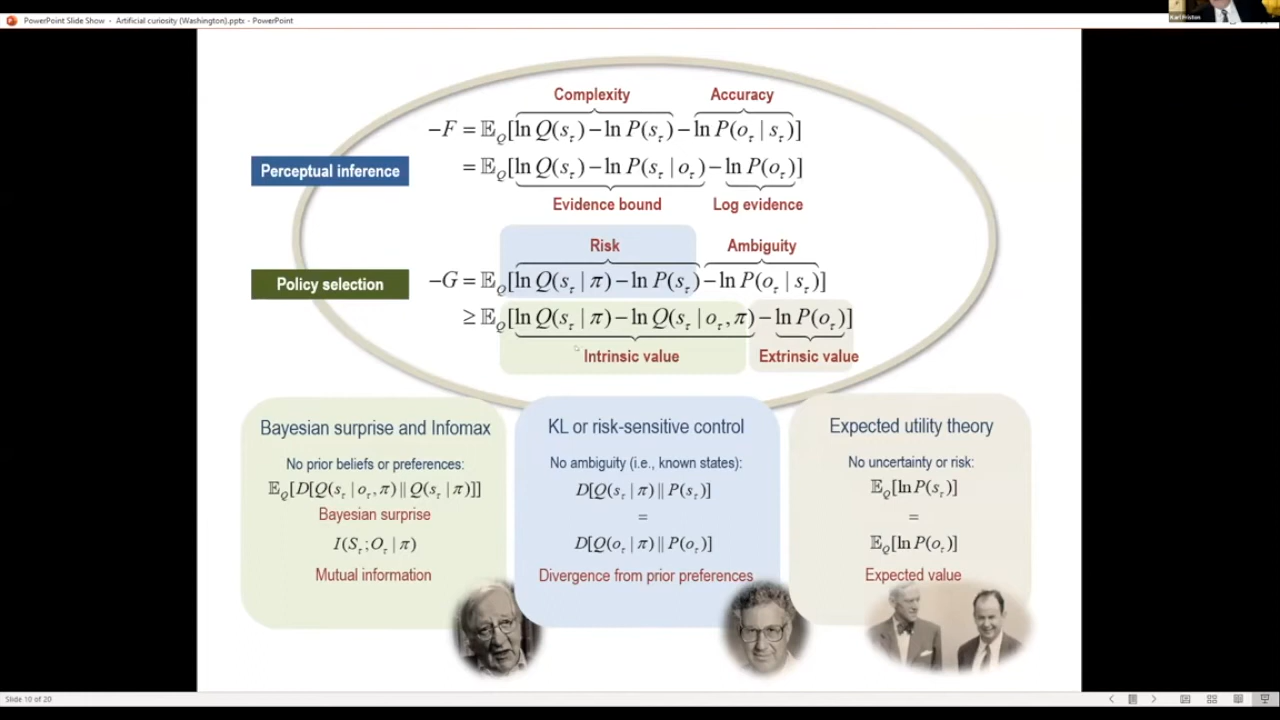 PowerPoint Slide Show - Artificial curiosity (Washington).pptx - PowerPoint
Karl Friston
Complexity Accuracy
−F = 𝔼_Q[ln Q(s_τ) − ln P(s_τ) − ln P(o_τ | s_τ)]
Perceptual inference
= 𝔼_Q[ln Q(s_τ) − ln P(s_τ | o_τ) − ln P(o_τ)]
Evidence bound Log evidence
Risk Ambiguity
Policy selection
−G = 𝔼_Q[ln Q(s_τ | π) − ln P(s_τ) − ln P(o_τ | s_τ)]
≥ 𝔼_Q[ln Q(s_τ | π) − ln Q(s_τ | o_τ, π) − ln P(o_τ)]
Intrinsic value Extrinsic value
Bayesian surprise and Infomax
No prior beliefs or preferences:
𝔼_Q[D[Q(s_τ | o_τ, π) || Q(s_τ | π)]]
Bayesian surprise
I(S_τ; O_τ | π)
Mutual information
KL or risk-sensitive control
No ambiguity (i.e., known states):
D[Q(s_τ | π) || P(s_τ)]
=
D[Q(o_τ | π) || P(o_τ)]
Divergence from prior preferences
Expected utility theory
No uncertainty or risk:
𝔼_Q[ln P(s_τ)]
=
𝔼_Q[ln P(o_τ)]
Expected value
Slide 10 of 20